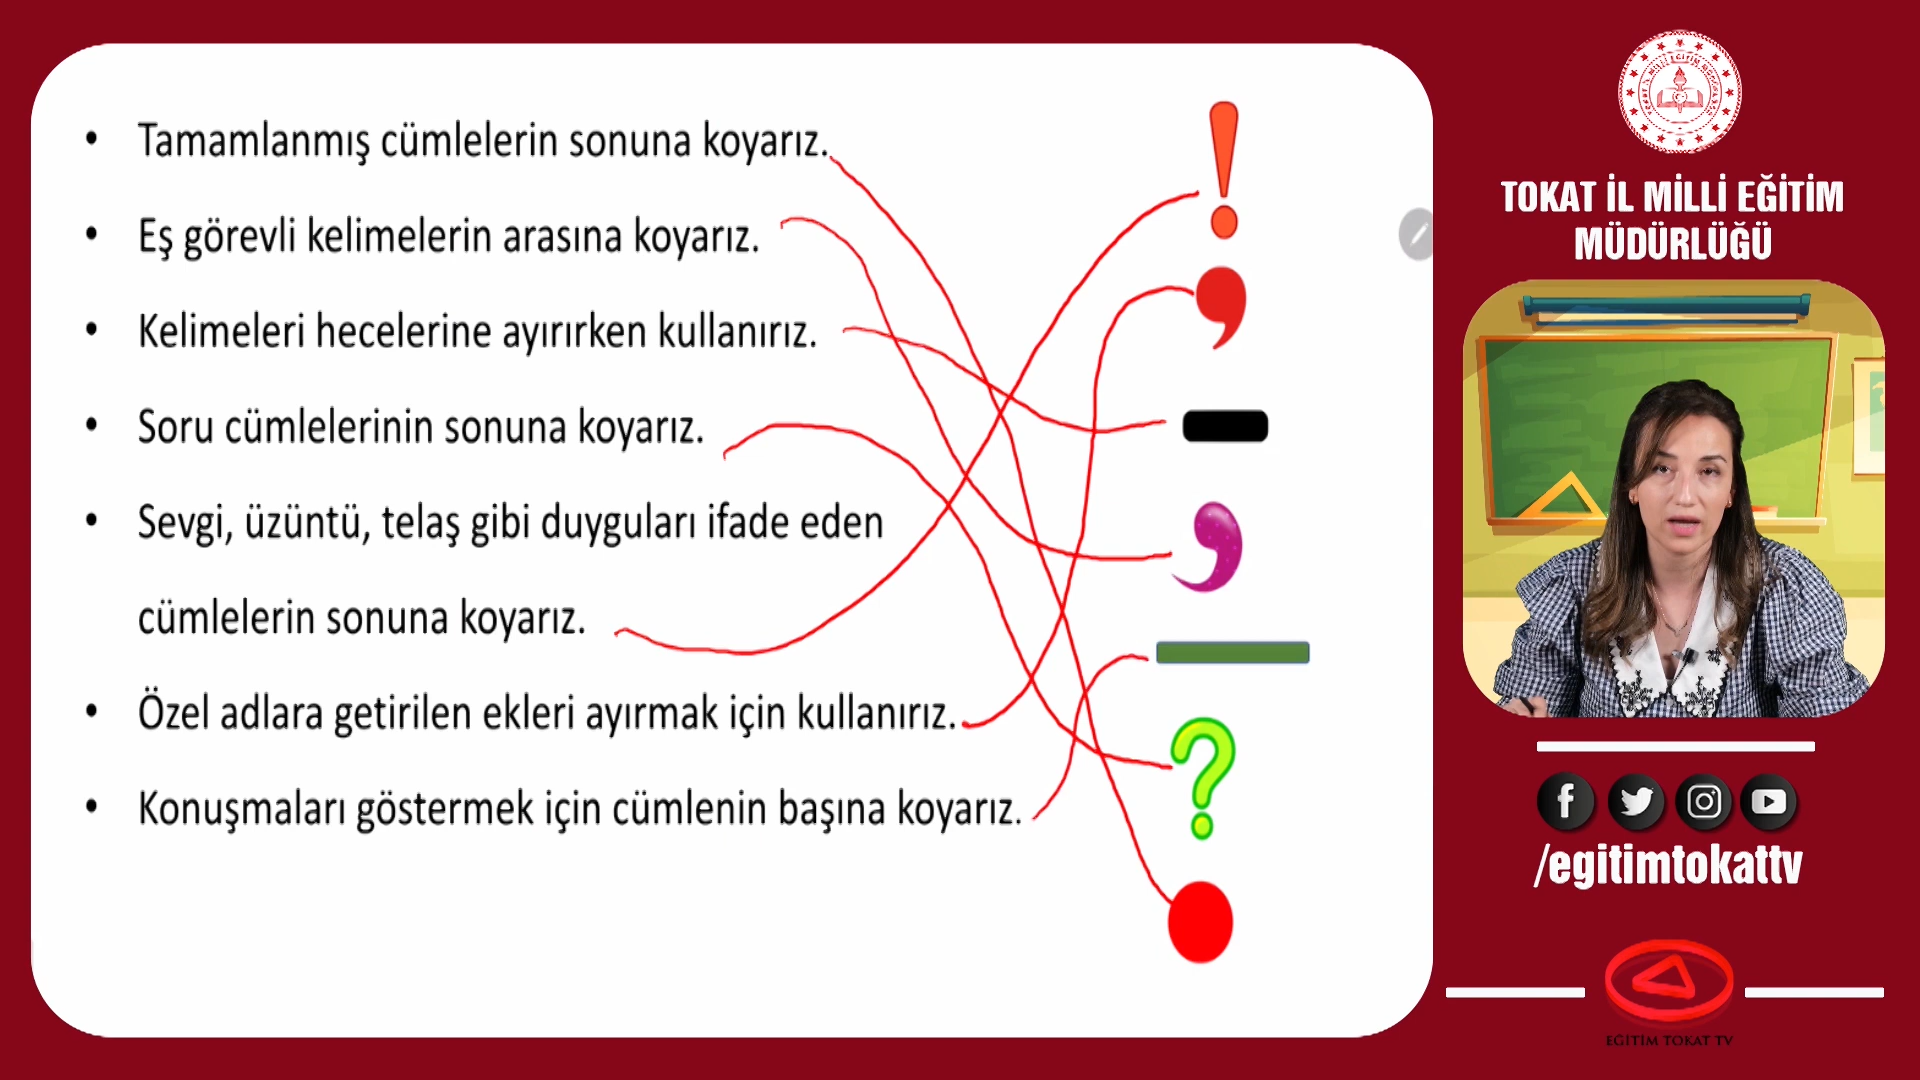 • Tamamlanmış cümlelerin sonuna koyarız.
• Eş görevli kelimelerin arasına koyarız.
• Kelimeleri hecelerine ayırırken kullanırız.
• Soru cümlelerinin sonuna koyarız.
• Sevgi, üzüntü, telaş gibi duyguları ifade eden
cümlelerin sonuna koyarız.
• Özel adlara getirilen ekleri ayırmak için kullanırız.
• Konuşmaları göstermek için cümlenin başına koyarız.
!
,
-
,
—
?
.
TOKAT İL MİLLİ EĞİTİM
MÜDÜRLÜĞÜ
/egitimtokattv
EĞİTİM TOKAT TV